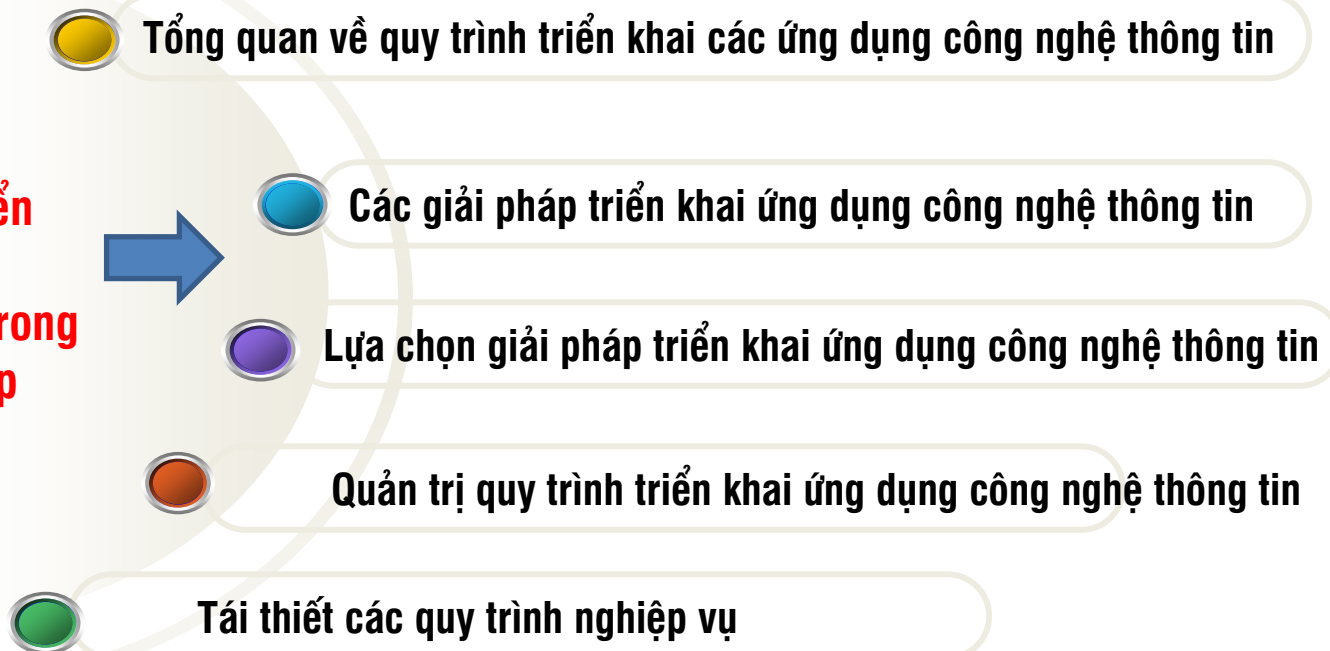 Tổng quan về quy trình triển khai các ứng dụng công nghệ thông tin
Các giải pháp triển khai ứng dụng công nghệ thông tin
Lựa chọn giải pháp triển khai ứng dụng công nghệ thông tin
Quản trị quy trình triển khai ứng dụng công nghệ thông tin
Tái thiết các quy trình nghiệp vụ